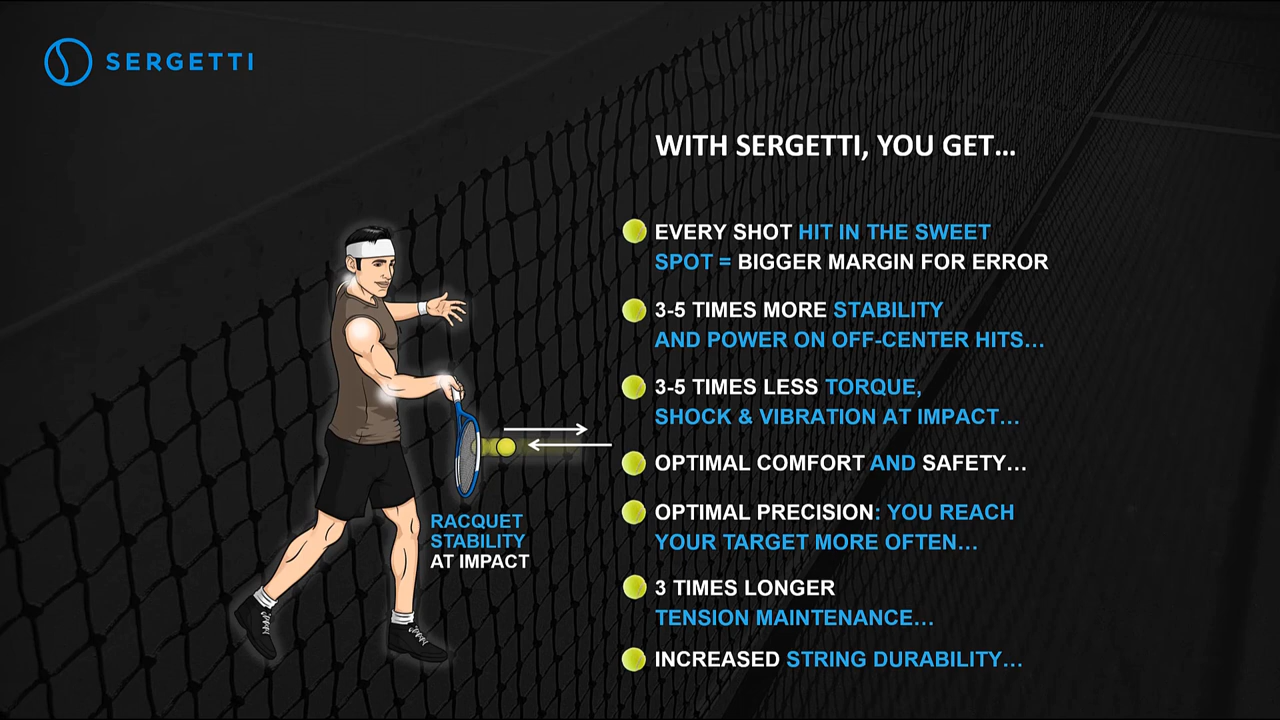 SERGETTI
WITH SERGETTI, YOU GET...
EVERY SHOT HIT IN THE SWEET
SPOT = BIGGER MARGIN FOR ERROR
3-5 TIMES MORE STABILITY
AND POWER ON OFF-CENTER HITS...
3-5 TIMES LESS TORQUE,
SHOCK & VIBRATION AT IMPACT...
OPTIMAL COMFORT AND SAFETY...
OPTIMAL PRECISION: YOU REACH
YOUR TARGET MORE OFTEN...
3 TIMES LONGER
TENSION MAINTENANCE...
INCREASED STRING DURABILITY...
RACQUET
STABILITY
AT IMPACT